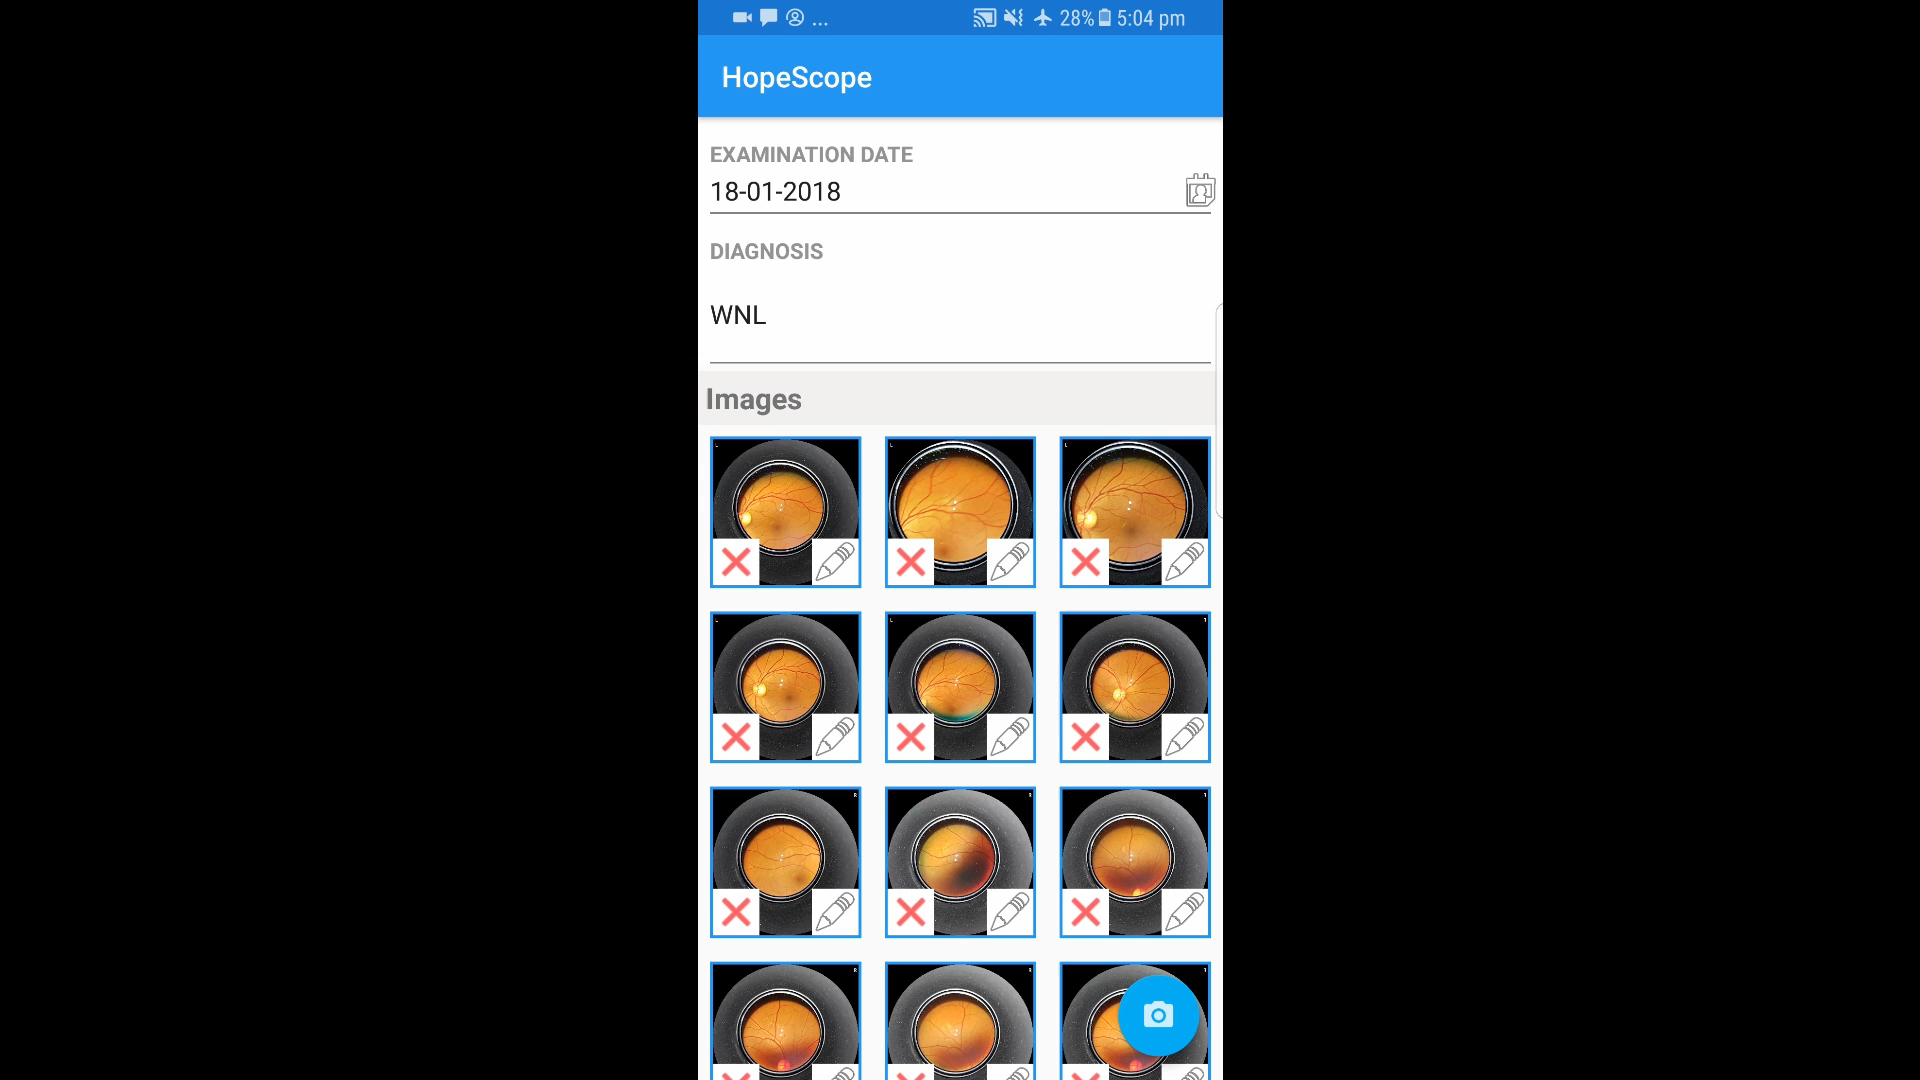 ... 28% 5:04 pm
HopeScope
EXAMINATION DATE
18-01-2018
DIAGNOSIS
WNL
Images
L L L
L L
R R
R R